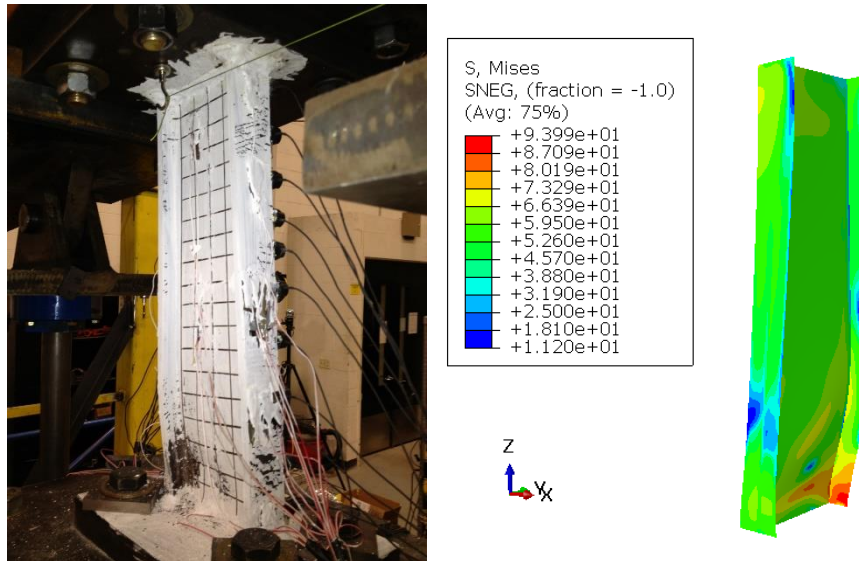 S, Mises
SNEG, (fraction = -1.0)
(Avg: 75%)
+9.399e+01
+8.709e+01
+8.019e+01
+7.329e+01
+6.639e+01
+5.950e+01
+5.260e+01
+4.570e+01
+3.880e+01
+3.190e+01
+2.500e+01
+1.810e+01
+1.120e+01
Z
Y
X